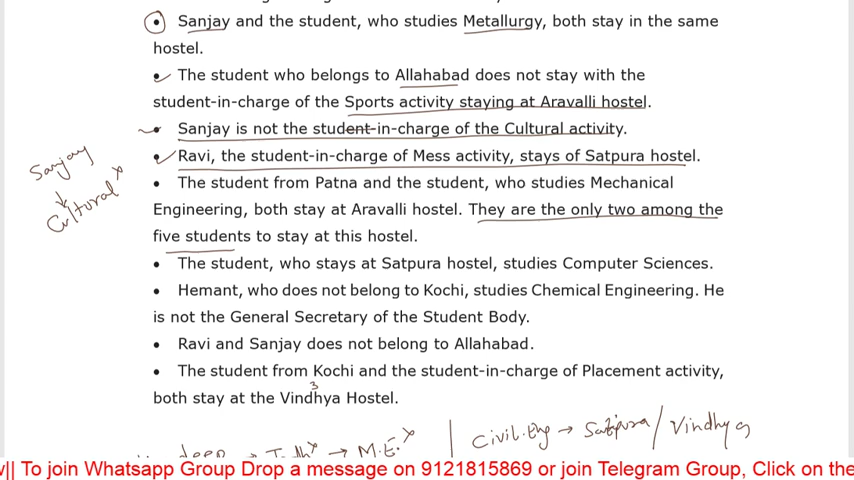 • Sanjay and the student, who studies Metallurgy, both stay in the same
hostel.
• The student who belongs to Allahabad does not stay with the
student-in-charge of the Sports activity staying at Aravalli hostel.
• Sanjay is not the student-in-charge of the Cultural activity.
• Ravi, the student-in-charge of Mess activity, stays of Satpura hostel.
Sanjay
Cultural x
• The student from Patna and the student, who studies Mechanical
Engineering, both stay at Aravalli hostel. They are the only two among the
five students to stay at this hostel.
• The student, who stays at Satpura hostel, studies Computer Sciences.
• Hemant, who does not belong to Kochi, studies Chemical Engineering. He
is not the General Secretary of the Student Body.
• Ravi and Sanjay does not belong to Allahabad.
• The student from Kochi and the student-in-charge of Placement activity,
3
both stay at the Vindhya Hostel.
→ M.E. x | Civil. Eng → Satpura / Vindhya
|| To join Whatsapp Group Drop a message on 9121815869 or join Telegram Group, Click on the